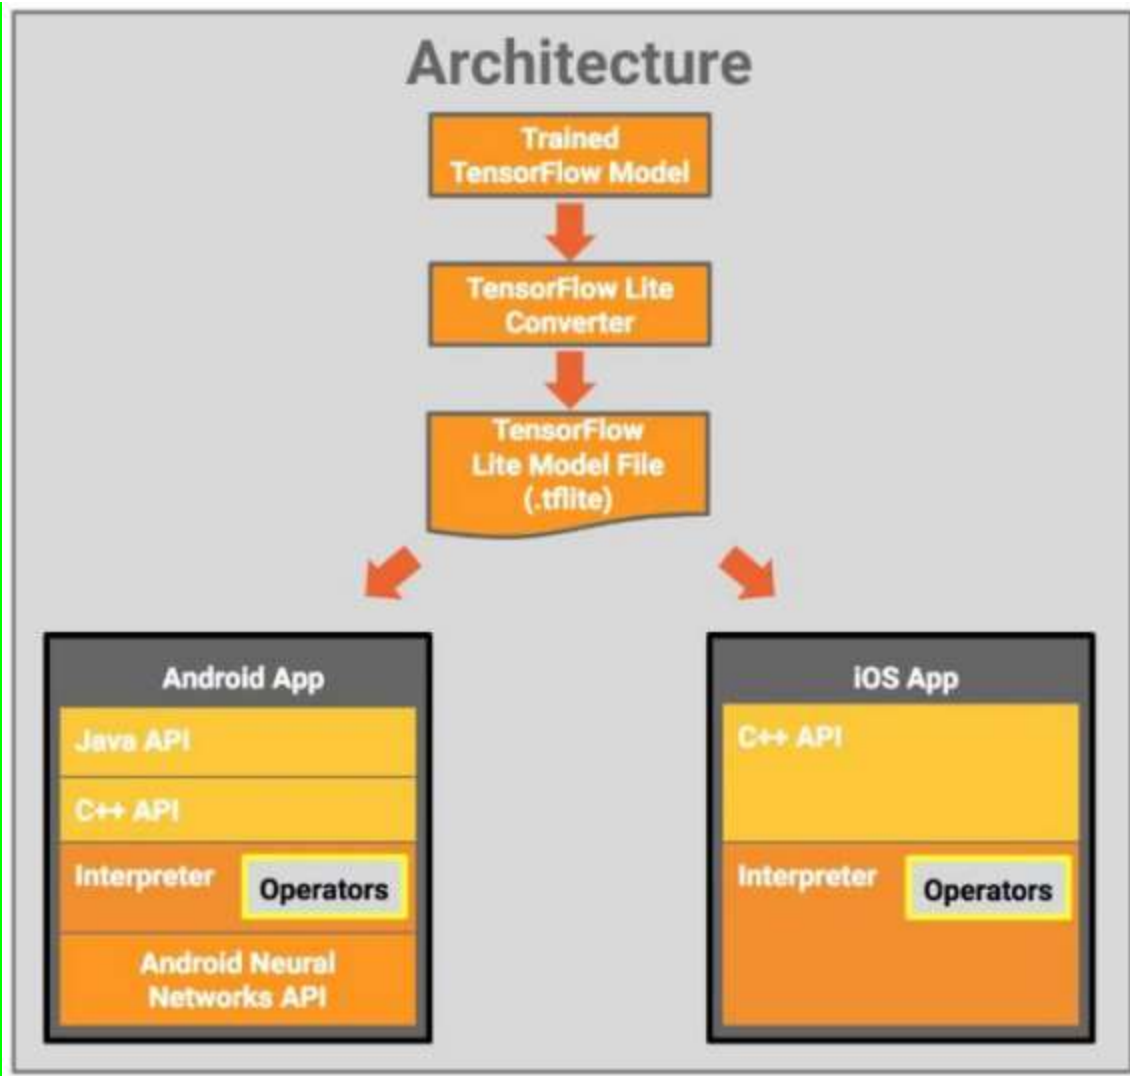 Architecture
Trained
TensorFlow Model
TensorFlow Lite
Converter
TensorFlow
Lite Model File
(.tflite)
Android App
Java API
C++ API
Interpreter
Operators
Android Neural
Networks API
iOS App
C++ API
Interpreter
Operators